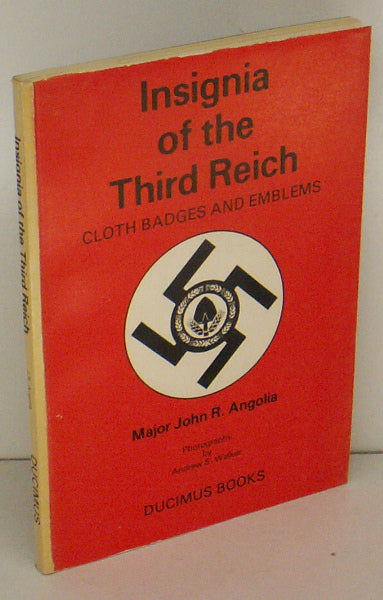 Insignia
of the
Third Reich
CLOTH BADGES AND EMBLEMS
Major John R. Angolia
Photography
by
Andrew S. Walker
DUCIMUS BOOKS
Insignia of the Third Reich
DUCIMUS